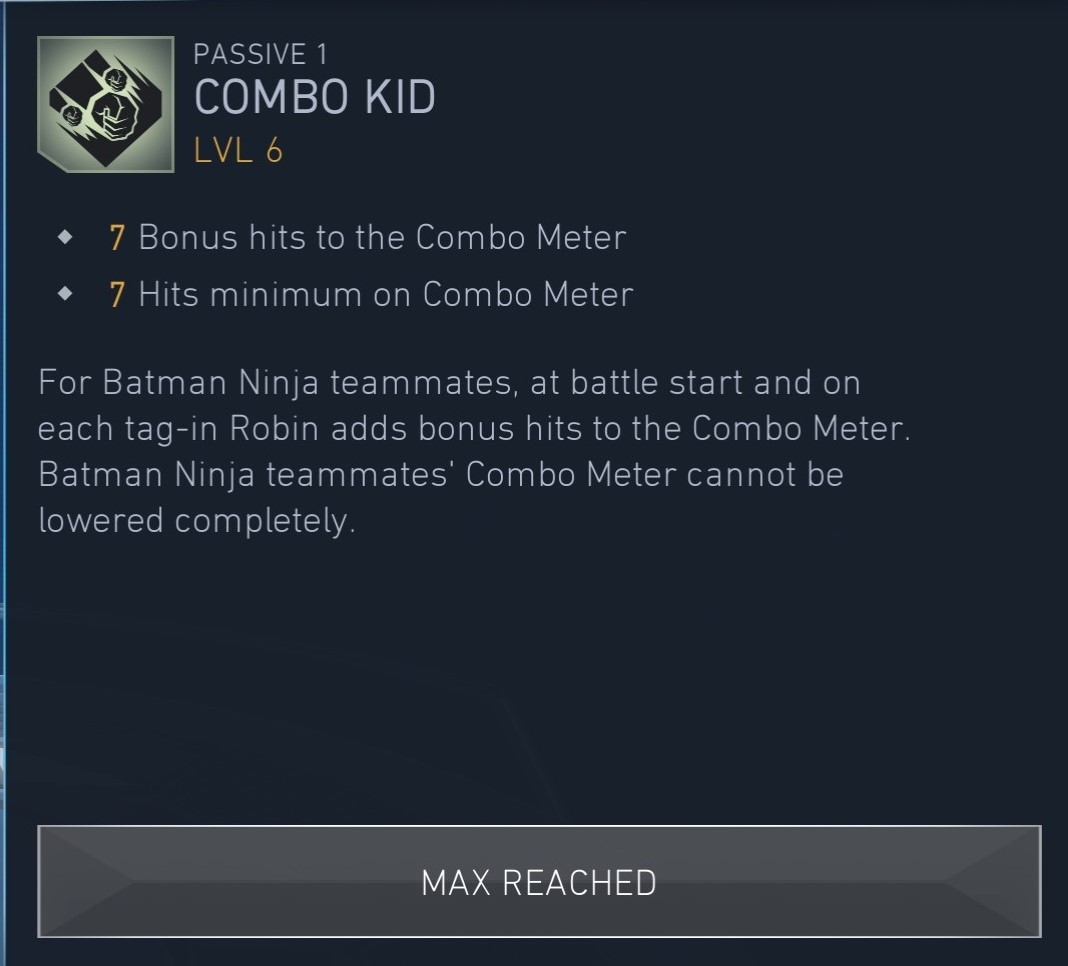 PASSIVE 1
COMBO KID
LVL 6
7 Bonus hits to the Combo Meter
7 Hits minimum on Combo Meter
For Batman Ninja teammates, at battle start and on
each tag-in Robin adds bonus hits to the Combo Meter.
Batman Ninja teammates' Combo Meter cannot be
lowered completely.
MAX REACHED